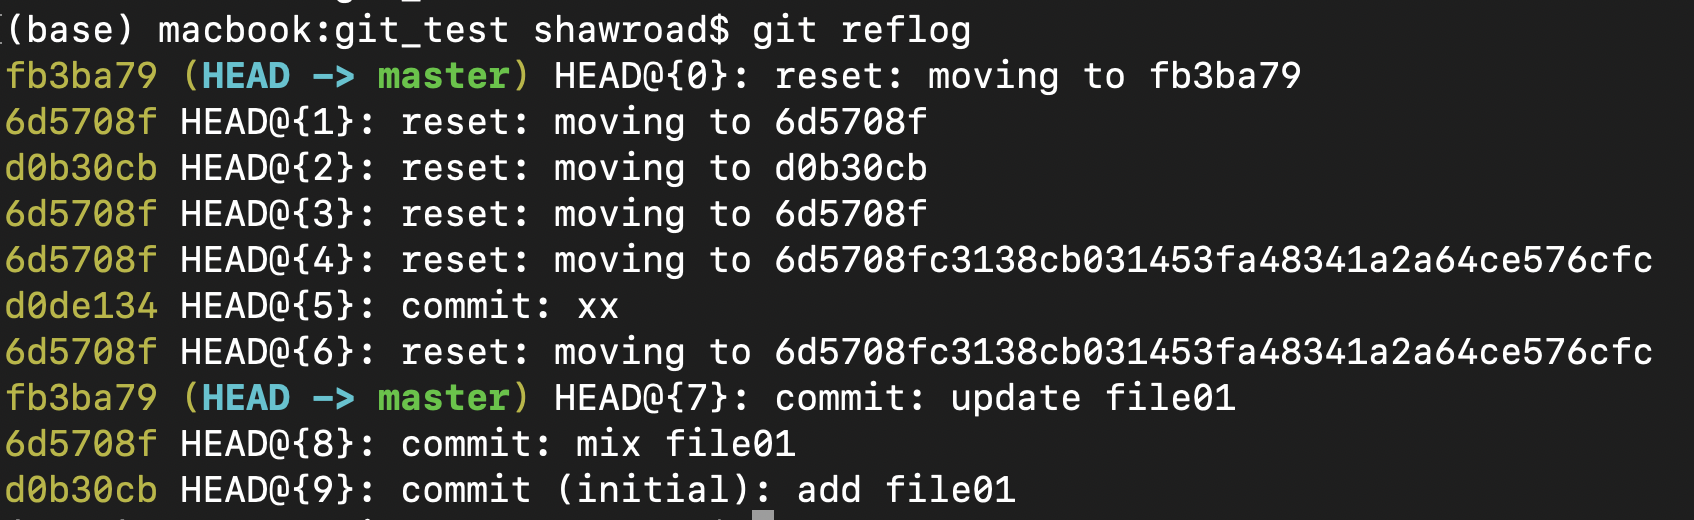 (base) macbook:git_test shawroad$ git reflog
fb3ba79 (HEAD -> master) HEAD@{0}: reset: moving to fb3ba79
6d5708f HEAD@{1}: reset: moving to 6d5708f
d0b30cb HEAD@{2}: reset: moving to d0b30cb
6d5708f HEAD@{3}: reset: moving to 6d5708f
6d5708f HEAD@{4}: reset: moving to 6d5708fc3138cb031453fa48341a2a64ce576cfc
d0de134 HEAD@{5}: commit: xx
6d5708f HEAD@{6}: reset: moving to 6d5708fc3138cb031453fa48341a2a64ce576cfc
fb3ba79 (HEAD -> master) HEAD@{7}: commit: update file01
6d5708f HEAD@{8}: commit: mix file01
d0b30cb HEAD@{9}: commit (initial): add file01